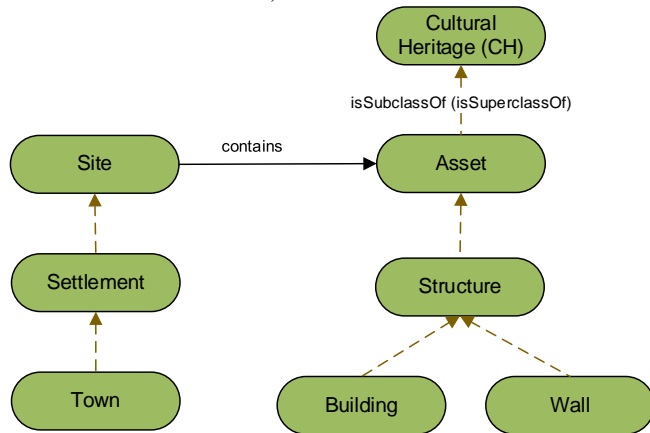 Cultural
Heritage (CH)
isSubclassOf (isSuperclassOf)
contains
Site
Asset
Settlement
Structure
Town
Building
Wall